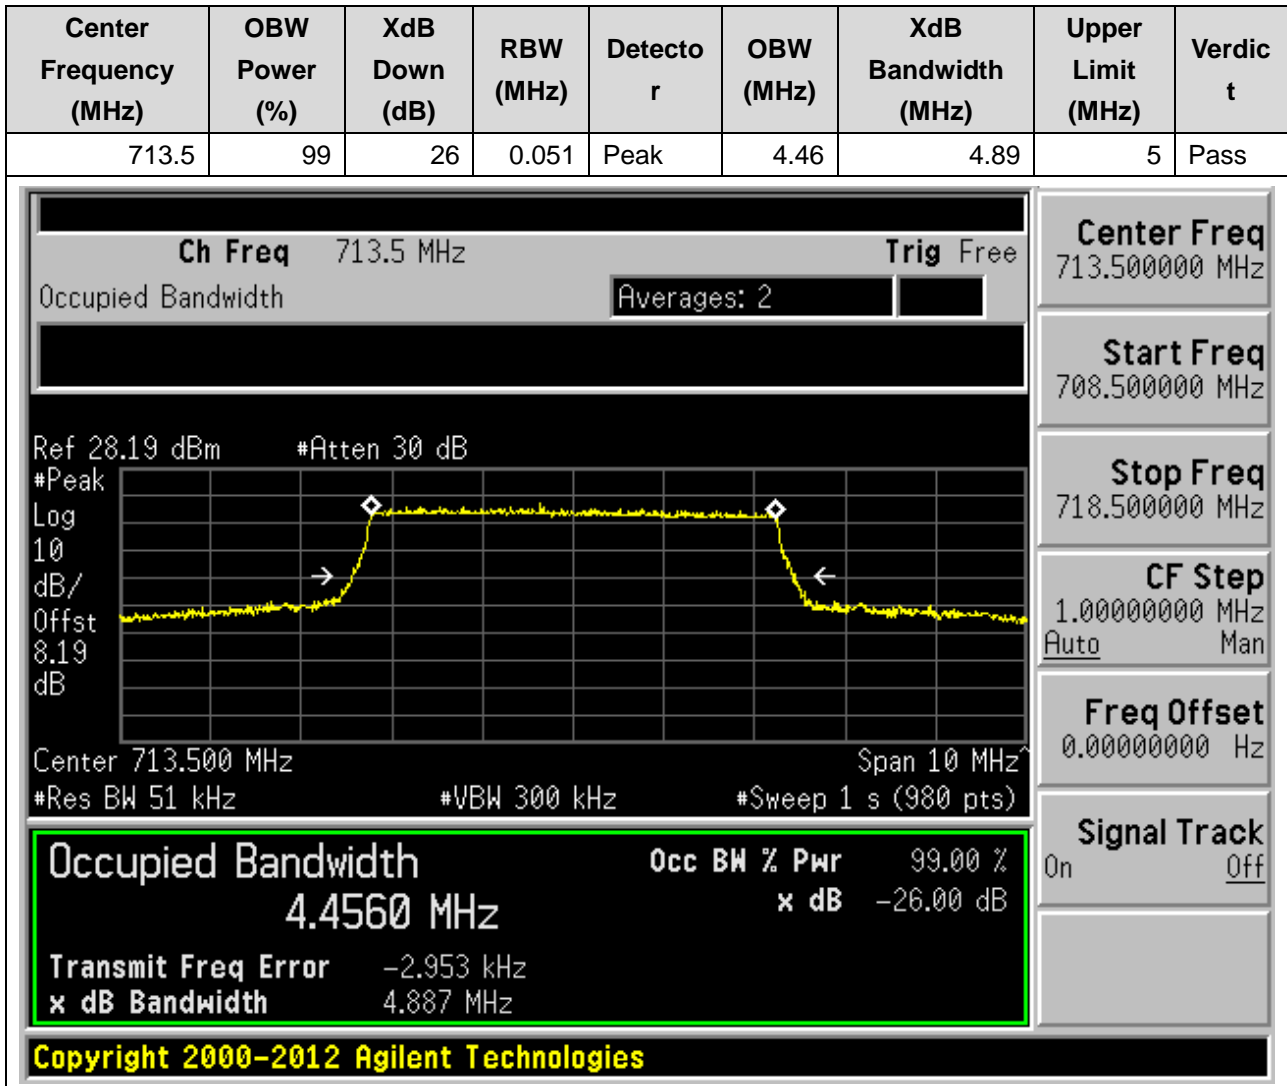 Center Frequency (MHz) OBW Power (%) XdB Down (dB) RBW (MHz) Detecto r OBW (MHz) XdB Bandwidth (MHz) Upper Limit (MHz) Verdic t
713.5 99 26 0.051 Peak 4.46 4.89 5 Pass
Ch Freq 713.5 MHz Trig Free
Occupied Bandwidth Averages: 2
Ref 28.19 dBm #Atten 30 dB
#Peak
Log
10
dB/
Offst
8.19
dB
Center 713.500 MHz Span 10 MHz^
#Res BW 51 kHz #VBW 300 kHz #Sweep 1 s (980 pts)
Occupied Bandwidth Occ BW % Pwr 99.00 %
4.4560 MHz x dB -26.00 dB
Transmit Freq Error -2.953 kHz
x dB Bandwidth 4.887 MHz
Copyright 2000-2012 Agilent Technologies
Center Freq
713.500000 MHz
Start Freq
708.500000 MHz
Stop Freq
718.500000 MHz
CF Step
1.00000000 MHz
Auto Man
Freq Offset
0.00000000 Hz
Signal Track
On Off